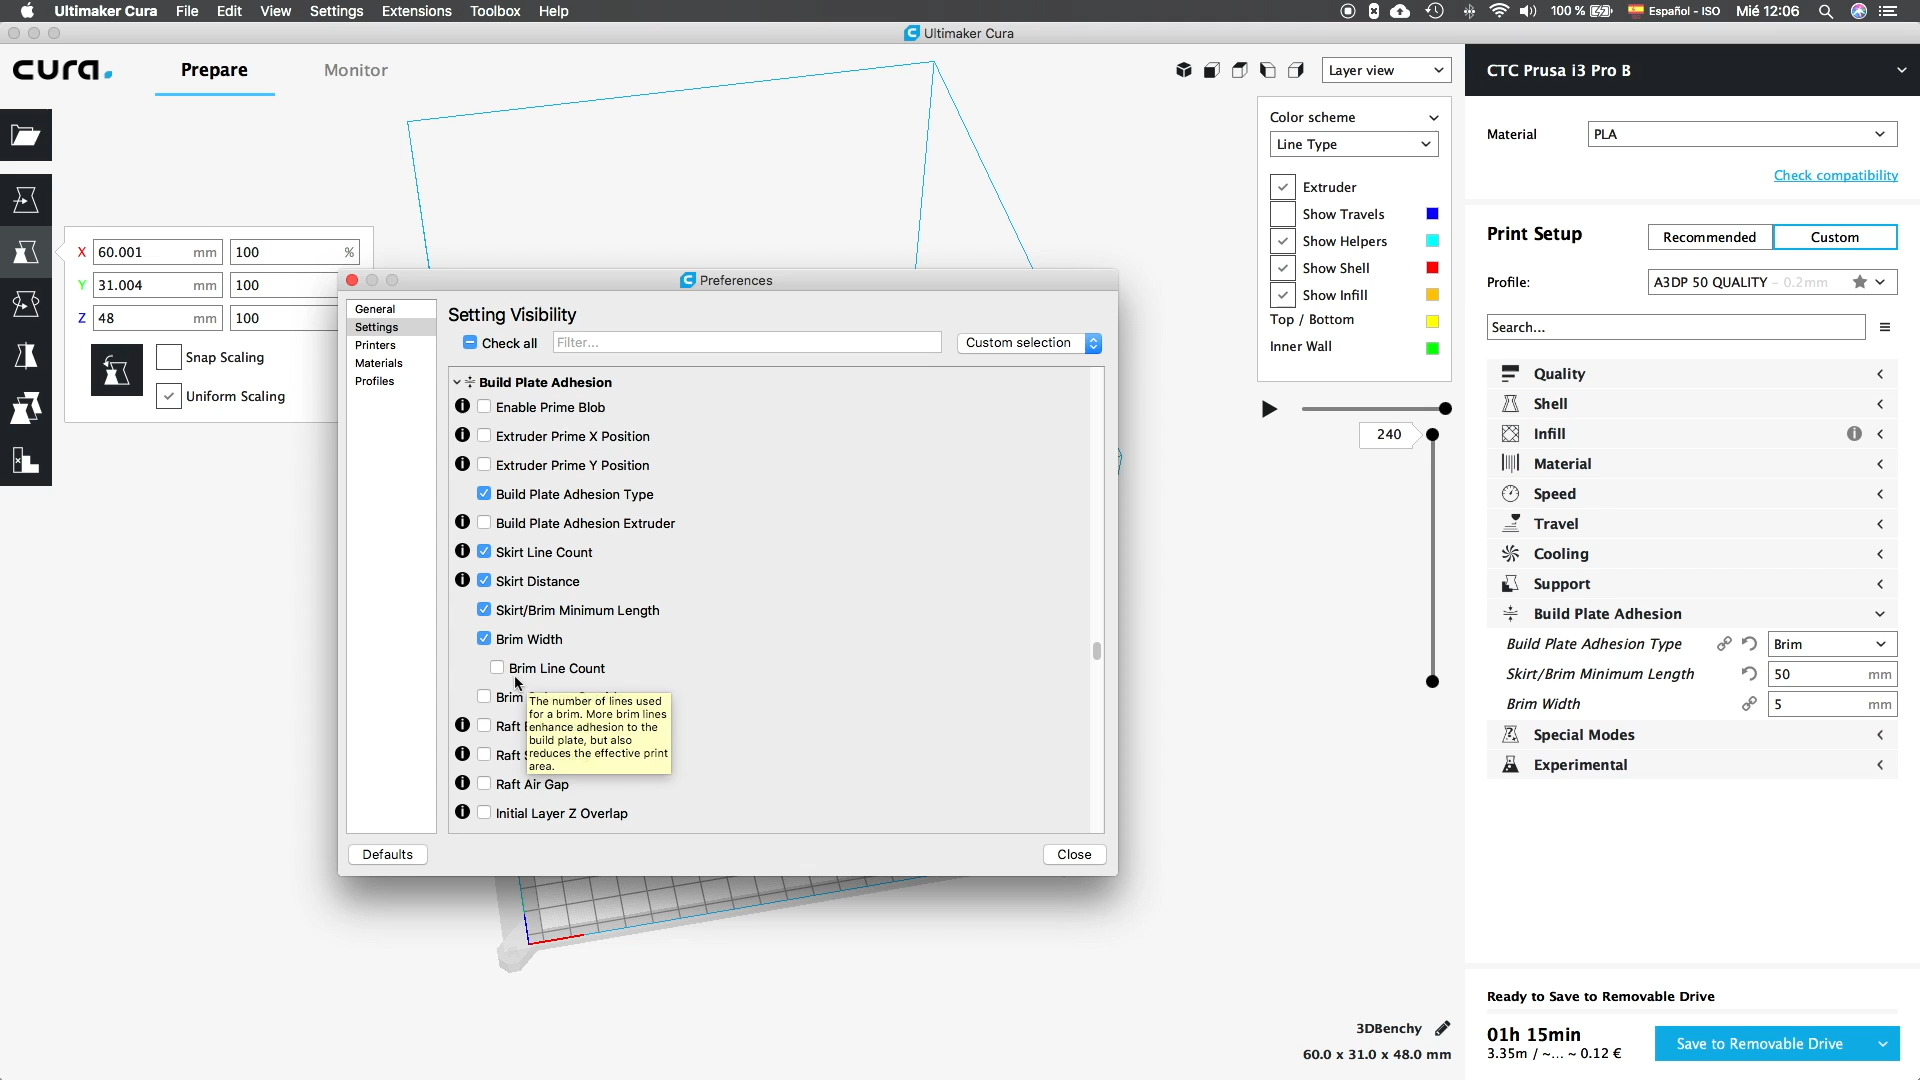 Ultimaker Cura File Edit View Settings Extensions Toolbox Help 100 % Español - ISO Mié 12:06
Ultimaker Cura
cura.
Prepare
Monitor
Layer view
CTC Prusa i3 Pro B
Color scheme
Line Type
Material
PLA
Check compatibility
Extruder
Show Travels
Show Helpers
Show Shell
Show Infill
Top / Bottom
Inner Wall
240
X 60.001 mm 100 %
Y 31.004 mm 100
Z 48 mm 100
Snap Scaling
Uniform Scaling
Preferences
General
Settings
Printers
Materials
Profiles
Setting Visibility
Check all
Filter...
Custom selection
Build Plate Adhesion
Enable Prime Blob
Extruder Prime X Position
Extruder Prime Y Position
Build Plate Adhesion Type
Build Plate Adhesion Extruder
Skirt Line Count
Skirt Distance
Skirt/Brim Minimum Length
Brim Width
Brim Line Count
Brim
The number of lines used
for a brim. More brim lines
enhance adhesion to the
build plate, but also
reduces the effective print
area.
Raft
Raft
Raft Air Gap
Initial Layer Z Overlap
Defaults
Close
Print Setup
Recommended
Custom
Profile:
A3DP 50 QUALITY - 0.2mm
Search...
Quality
Shell
Infill
Material
Speed
Travel
Cooling
Support
Build Plate Adhesion
Build Plate Adhesion Type Brim
Skirt/Brim Minimum Length 50 mm
Brim Width 5 mm
Special Modes
Experimental
3DBenchy
60.0 x 31.0 x 48.0 mm
Ready to Save to Removable Drive
01h 15min
3.35m / ~... ~ 0.12 €
Save to Removable Drive